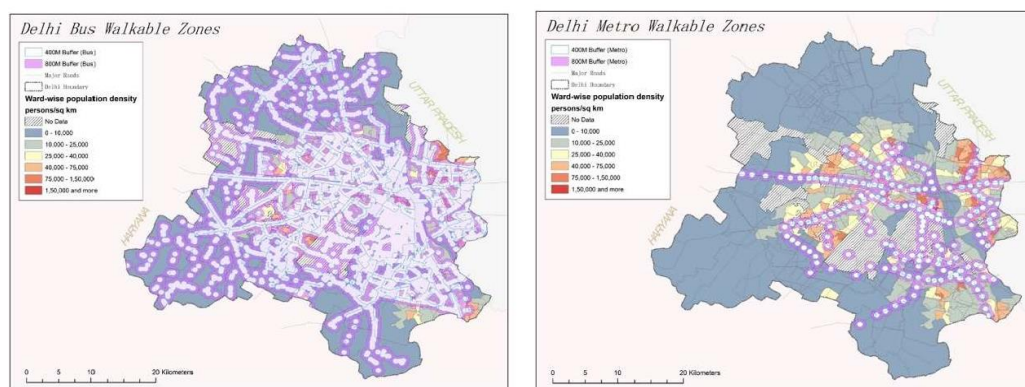 Delhi Bus Walkable Zones
400M Buffer (Bus)
800M Buffer (Bus)
Major Roads
Delhi Boundary
Ward-wise population density
persons/sq km
No Data
0 - 10,000
10,000 - 25,000
25,000 - 40,000
40,000 - 75,000
75,000 - 1,50,000
1,50,000 and more
UTTAR PRADESH
HARYANA
0 5 10 20 Kilometers
Delhi Metro Walkable Zones
400M Buffer (Metro)
800M Buffer (Metro)
Major Roads
Delhi Boundary
Ward-wise population density
persons/sq km
No Data
0 - 10,000
10,000 - 25,000
25,000 - 40,000
40,000 - 75,000
75,000 - 1,50,000
1,50,000 and more
UTTAR PRADESH
HARYANA
0 5 10 20 Kilometers